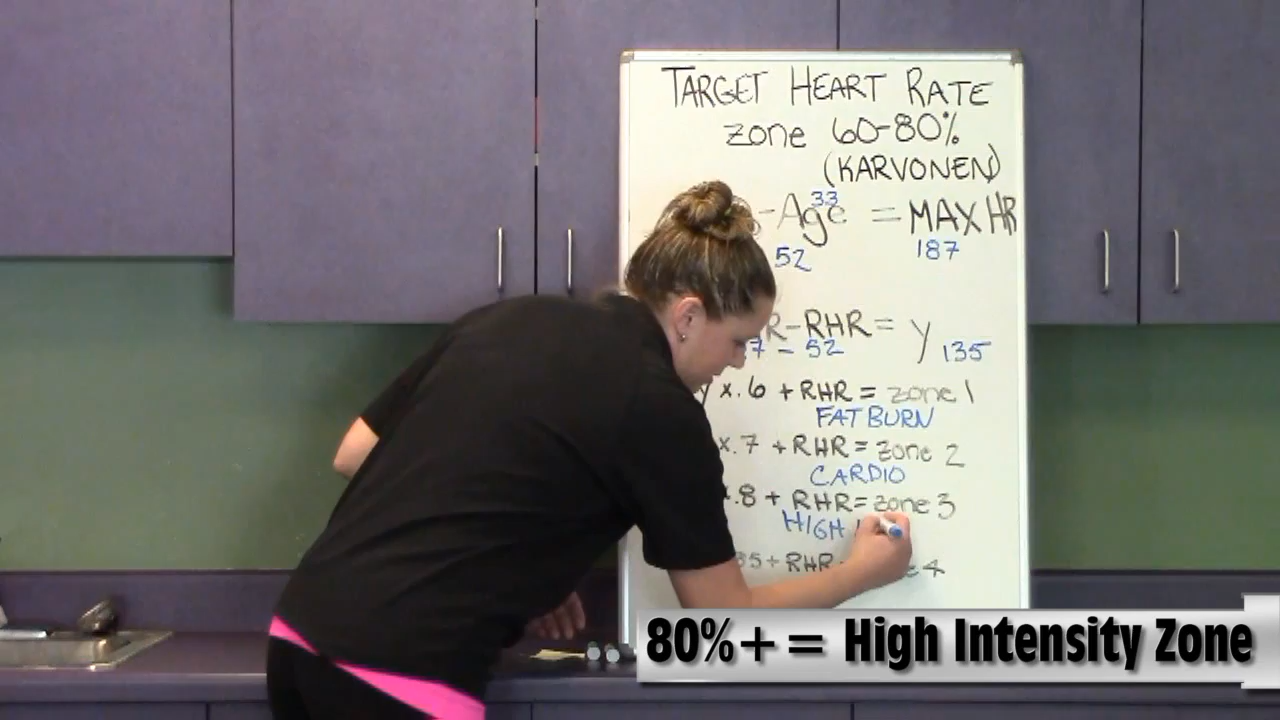 TARGET HEART RATE
zone 60-80%
(KARVONEN)
33
-Age = MAX HR
52 187
R-RHR= y
7 - 52 135
y x.6 + RHR = zone 1
FAT BURN
x.7 + RHR = zone 2
CARDIO
.8 + RHR = zone 3
HIGH
85+ RHR 4
80%+ = High Intensity Zone